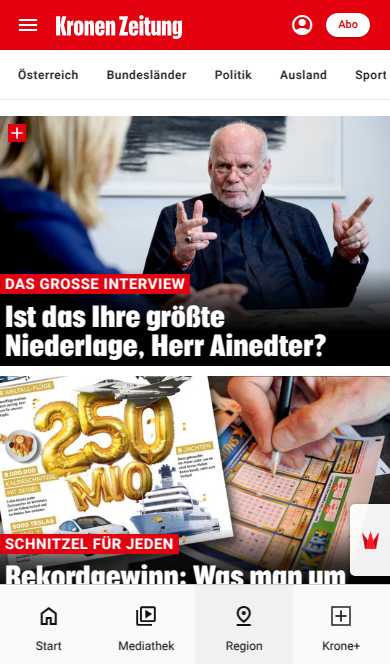 Kronen Zeitung
Abo
Österreich
Bundesländer
Politik
Ausland
Sport
DAS GROSSE INTERVIEW
Ist das Ihre größte
Niederlage, Herr Ainedter?
250
MIO
SCHNITZEL FÜR JEDEN
Rekordgewinn: Was man um
Start
Mediathek
Region
Krone+